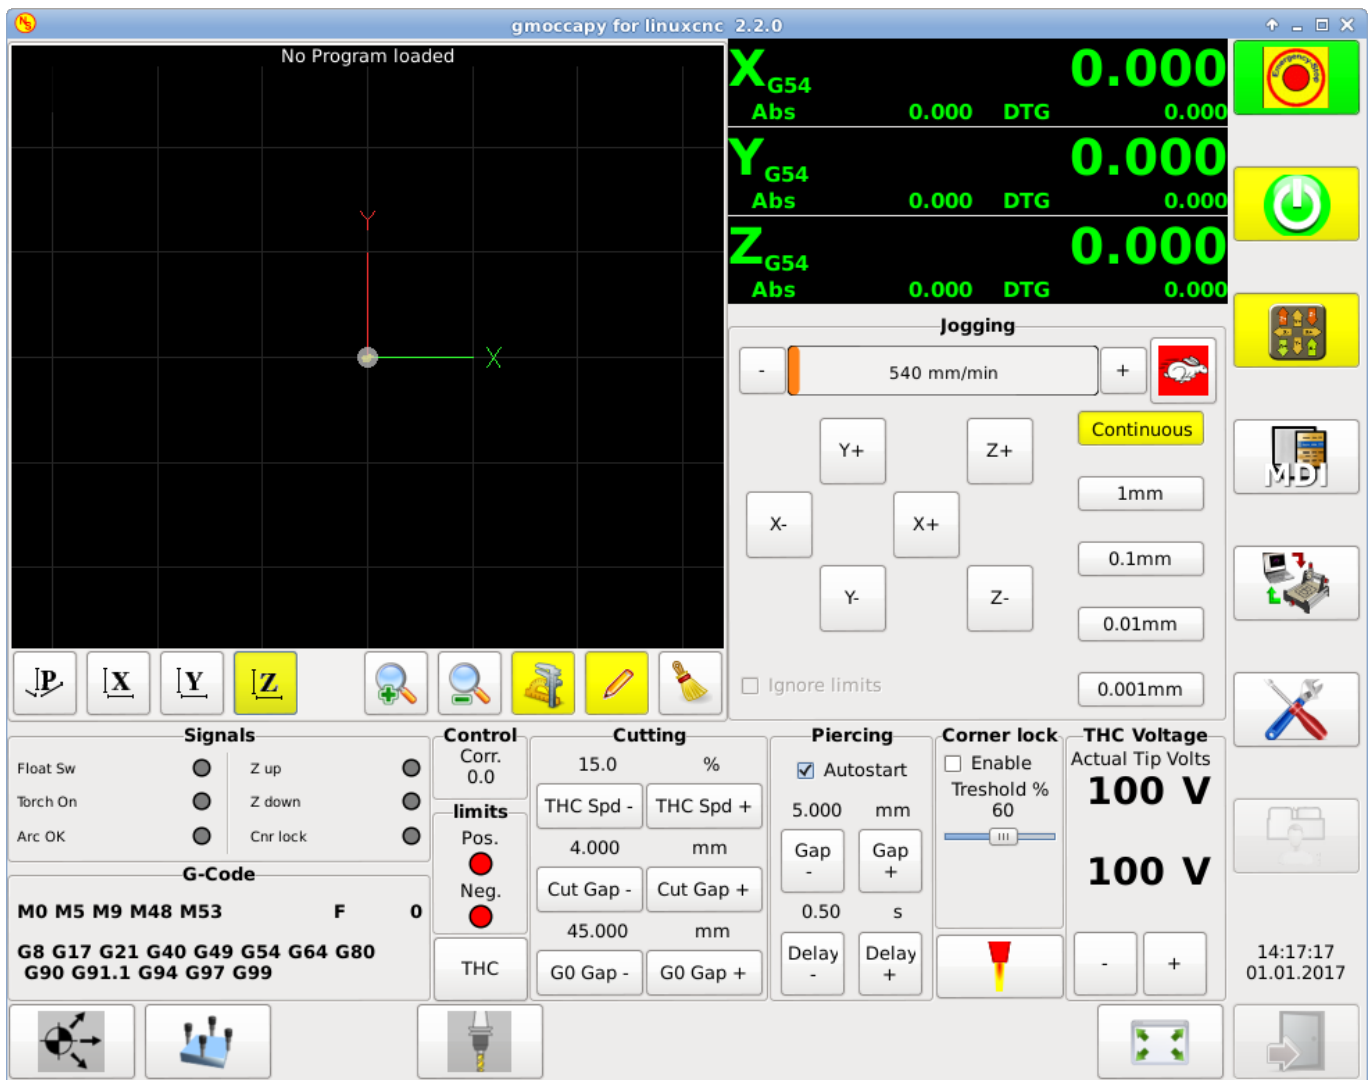 gmoccapy for linuxcnc 2.2.0
No Program loaded
Y
X
X G54 0.000
Abs 0.000 DTG 0.000
Y G54 0.000
Abs 0.000 DTG 0.000
Z G54 0.000
Abs 0.000 DTG 0.000
Emergency-Stop
Jogging
- 540 mm/min +
Continuous
Y+ Z+
1mm
X- X+
0.1mm
Y- Z-
0.01mm
Ignore limits
0.001mm
MDI
P X Y Z
Signals
Float Sw Z up
Torch On Z down
Arc OK Cnr lock
G-Code
M0 M5 M9 M48 M53 F 0
G8 G17 G21 G40 G49 G54 G64 G80
G90 G91.1 G94 G97 G99
Control
Corr.
0.0
limits
Pos.
Neg.
THC
Cutting
15.0 %
THC Spd - THC Spd +
4.000 mm
Cut Gap - Cut Gap +
45.000 mm
G0 Gap - G0 Gap +
Piercing
Autostart
5.000 mm
Gap - Gap +
0.50 s
Delay - Delay +
Corner lock
Enable
Treshold %
60
THC Voltage
Actual Tip Volts
100 V
100 V
- +
14:17:17
01.01.2017